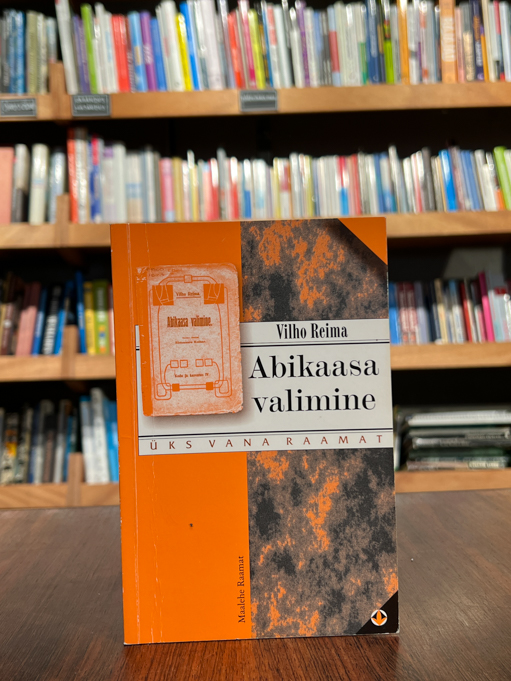 Vilho Reima
Abikaasa valimine.
Vilho Reima
Abikaasa
valimine
ÜKS VANA RAAMAT
Maalehe Raamat